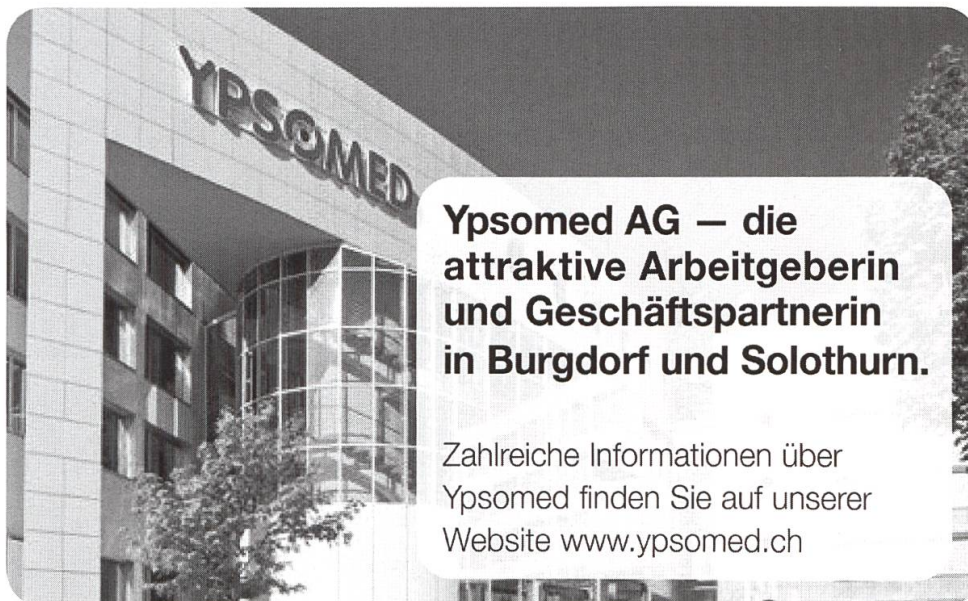 YPSOMED
Ypsomed AG — die
attraktive Arbeitgeberin
und Geschäftspartnerin
in Burgdorf und Solothurn.
Zahlreiche Informationen über
Ypsomed finden Sie auf unserer
Website www.ypsomed.ch